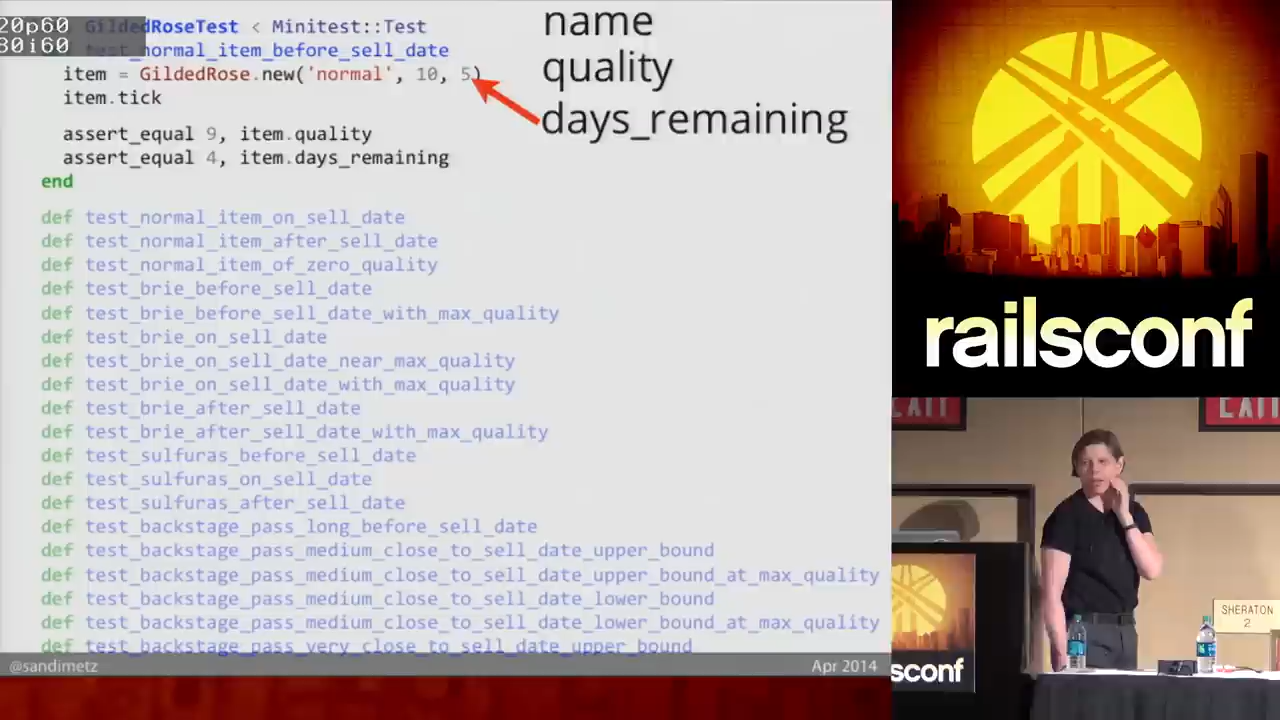 20p60
30i60
GildedRoseTest < Minitest::Test
test_normal_item_before_sell_date
item = GildedRose.new('normal', 10, 5)
item.tick
assert_equal 9, item.quality
assert_equal 4, item.days_remaining
end
def test_normal_item_on_sell_date
def test_normal_item_after_sell_date
def test_normal_item_of_zero_quality
def test_brie_before_sell_date
def test_brie_before_sell_date_with_max_quality
def test_brie_on_sell_date
def test_brie_on_sell_date_near_max_quality
def test_brie_on_sell_date_with_max_quality
def test_brie_after_sell_date
def test_brie_after_sell_date_with_max_quality
def test_sulfuras_before_sell_date
def test_sulfuras_on_sell_date
def test_sulfuras_after_sell_date
def test_backstage_pass_long_before_sell_date
def test_backstage_pass_medium_close_to_sell_date_upper_bound
def test_backstage_pass_medium_close_to_sell_date_upper_bound_at_max_quality
def test_backstage_pass_medium_close_to_sell_date_lower_bound
def test_backstage_pass_medium_close_to_sell_date_lower_bound_at_max_quality
def test_backstage_pass_very_close_to_sell_date_upper_bound
@sandimetz
Apr 2014
name
quality
days_remaining
railsconf
EXIT
EXIT
SHERATON
2
sconf